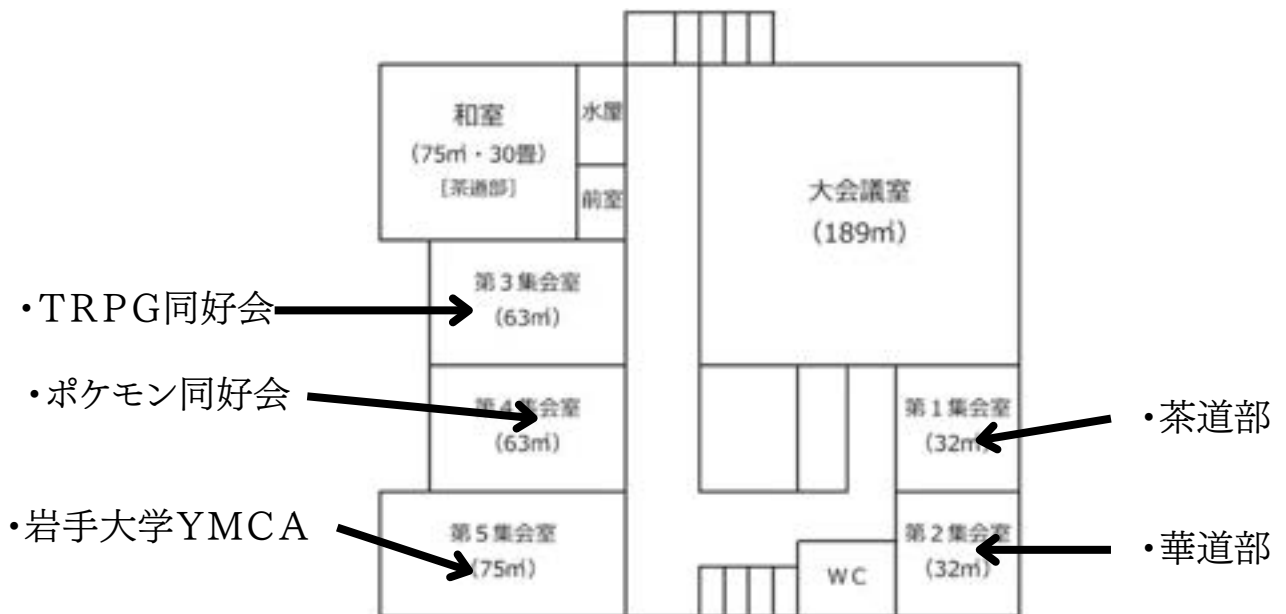 和室
(75㎡・30畳)
[茶道部]
水屋
前室
大会議室
(189㎡)
・TRPG同好会
第3集会室
(63㎡)
・ポケモン同好会
第4集会室
(63㎡)
第1集会室
(32㎡)
・茶道部
・岩手大学YMCA
第5集会室
(75㎡)
WC
第2集会室
(32㎡)
・華道部